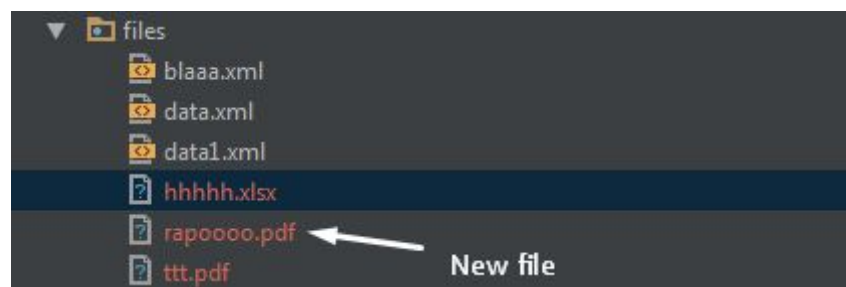 files
blaaa.xml
data.xml
data1.xml
hhhhh.xlsx
rapoooo.pdf
New file
ttt.pdf